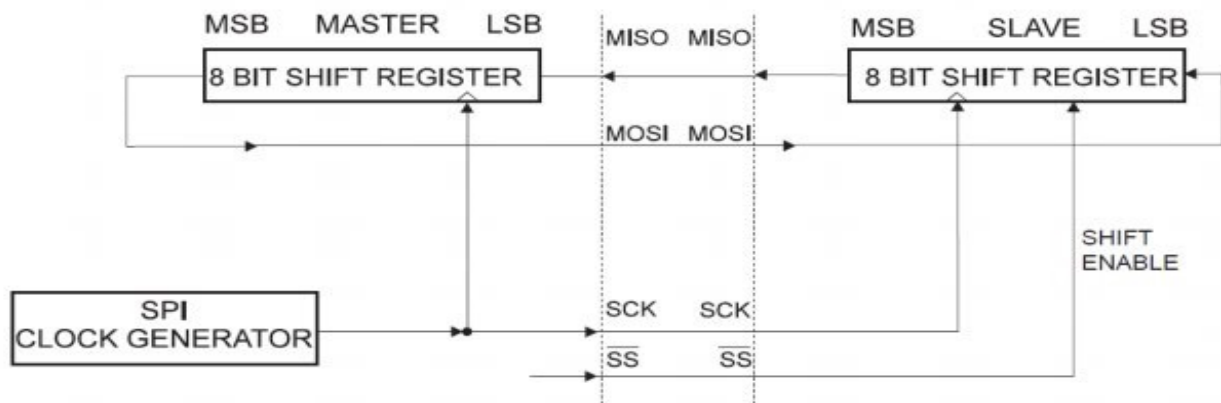 MSB MASTER LSB
MISO MISO
MSB SLAVE LSB
8 BIT SHIFT REGISTER
8 BIT SHIFT REGISTER
MOSI MOSI
SHIFT
ENABLE
SPI
CLOCK GENERATOR
SCK SCK
SS SS